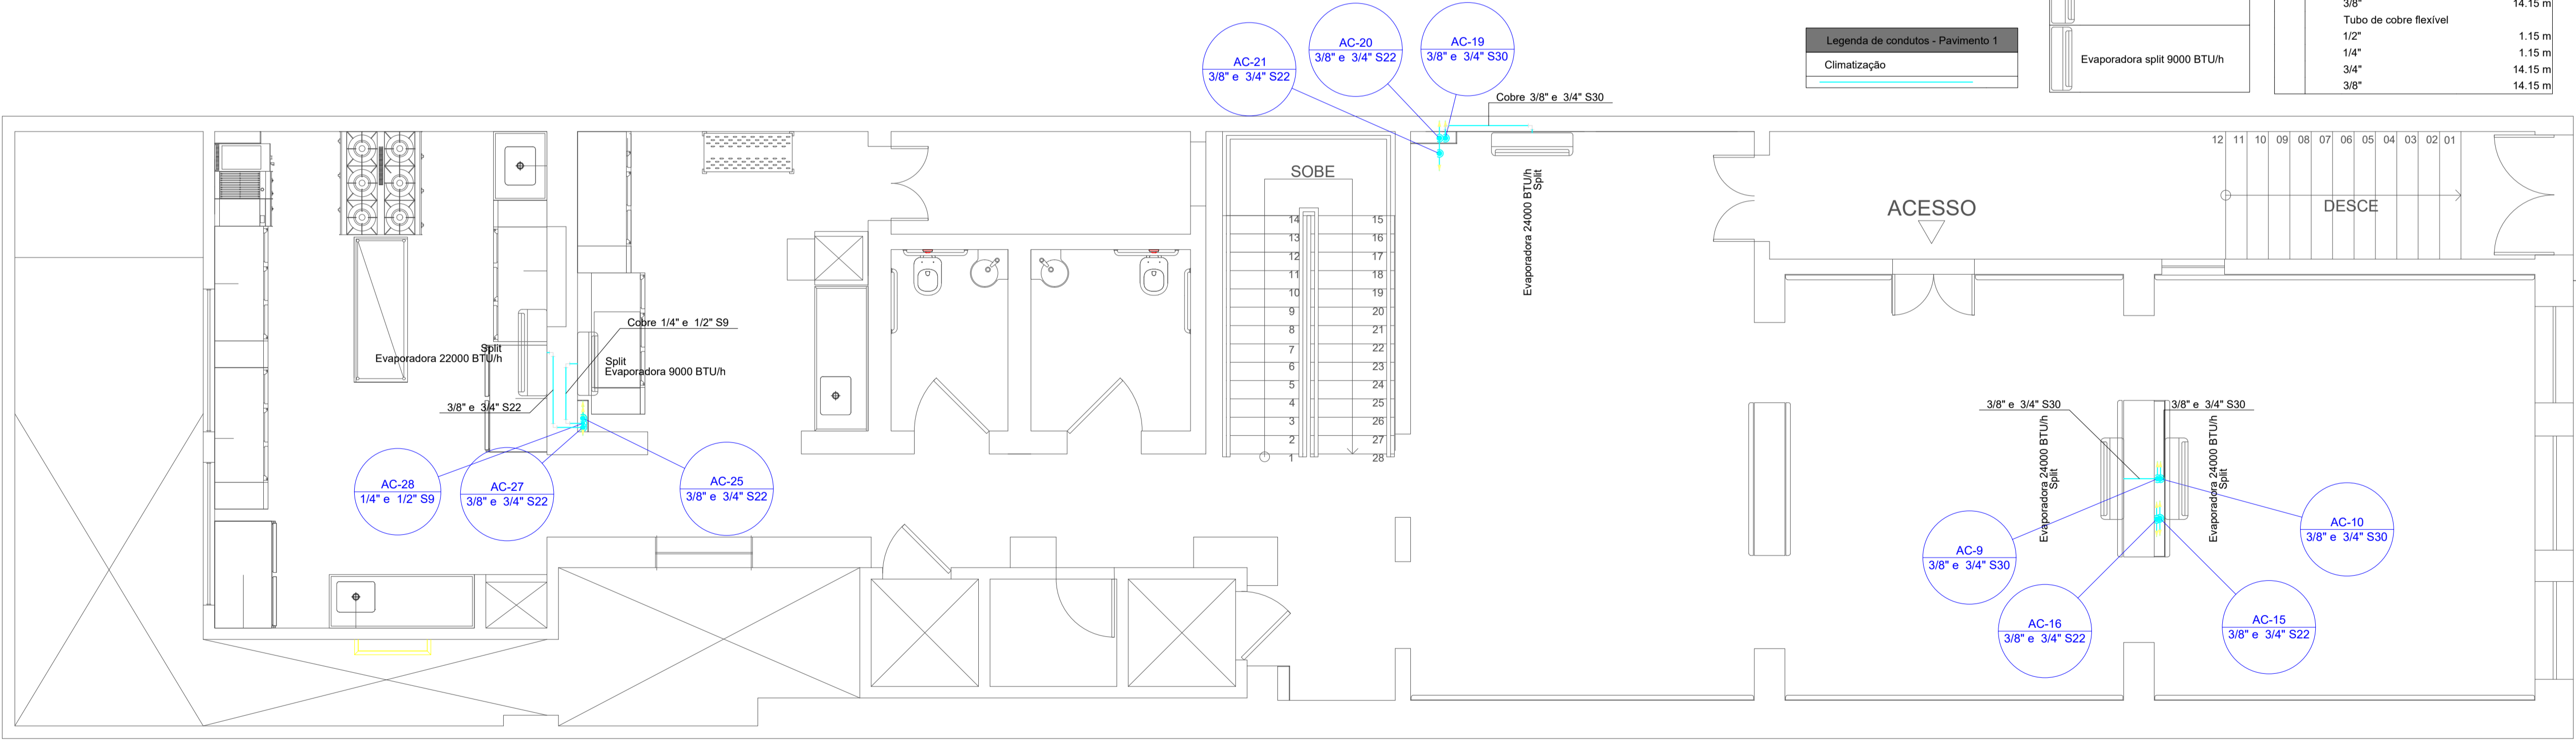 3/8" 14.15 m
Tubo de cobre flexível
1/2" 1.15 m
1/4" 1.15 m
3/4" 14.15 m
3/8" 14.15 m
Evaporadora split 9000 BTU/h
Legenda de condutos - Pavimento 1
Climatização
AC-21
3/8" e 3/4" S22
AC-20
3/8" e 3/4" S22
AC-19
3/8" e 3/4" S30
Cobre 3/8" e 3/4" S30
Split
Evaporadora 24000 BTU/h
SOBE
14 15
13 16
12 17
11 18
10 19
9 20
8 21
7 22
6 23
5 24
4 25
3 26
2 27
1 28
ACESSO
12 11 10 09 08 07 06 05 04 03 02 01
DESCE
Cobre 1/4" e 1/2" S9
Split
Evaporadora 22000 BTU/h
Split
Evaporadora 9000 BTU/h
3/8" e 3/4" S22
AC-28
1/4" e 1/2" S9
AC-27
3/8" e 3/4" S22
AC-25
3/8" e 3/4" S22
3/8" e 3/4" S30
3/8" e 3/4" S30
Evaporadora 24000 BTU/h
Split
Evaporadora 24000 BTU/h
Split
AC-9
3/8" e 3/4" S30
AC-10
3/8" e 3/4" S30
AC-16
3/8" e 3/4" S22
AC-15
3/8" e 3/4" S22